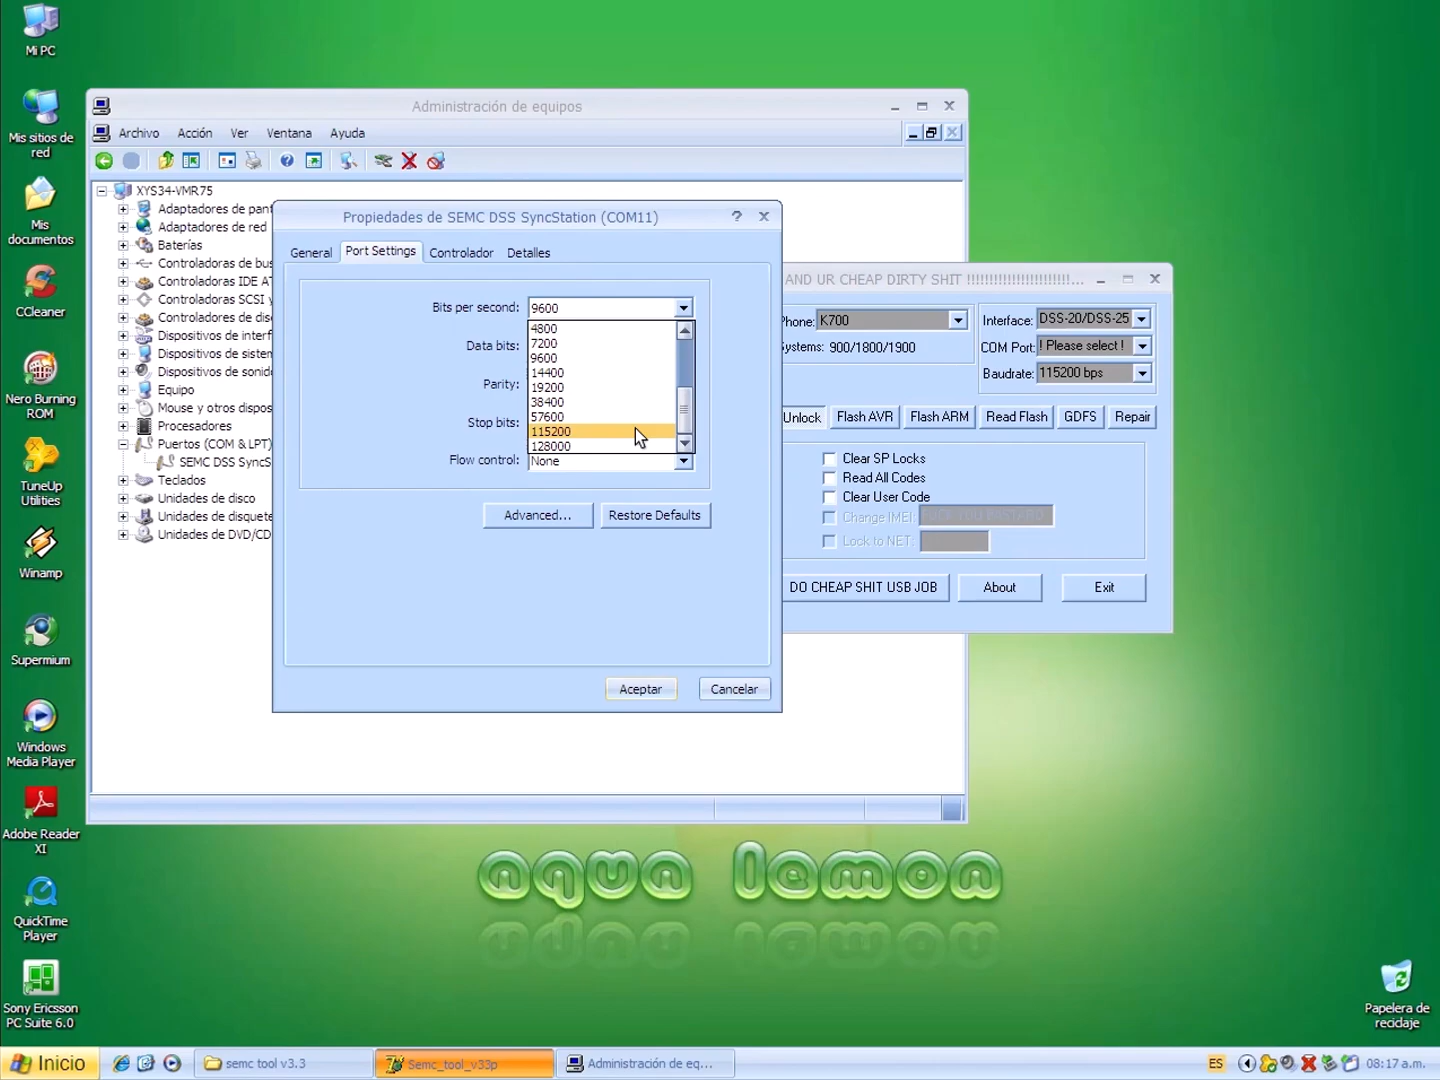 Mi PC
Mis sitios de
red
Mis
documentos
CCleaner
Nero Burning
ROM
TuneUp
Utilities
Winamp
Supermium
Windows
Media Player
Adobe Reader
XI
QuickTime
Player
Sony Ericsson
PC Suite 6.0
Administración de equipos
Archivo Acción Ver Ventana Ayuda
XYS34-VMR75
Adaptadores de pant
Adaptadores de red
Baterías
Controladoras de bus
Controladoras IDE AT
Controladoras SCSI y
Controladoras de disc
Dispositivos de interf
Dispositivos de sistem
Dispositivos de sonido
Equipo
Mouse y otros dispos
Procesadores
Puertos (COM & LPT)
SEMC DSS SyncS
Teclados
Unidades de disco
Unidades de disquete
Unidades de DVD/CD
Propiedades de SEMC DSS SyncStation (COM11)
General Port Settings Controlador Detalles
Bits per second: 9600
4800
7200
9600
14400
19200
38400
57600
115200
128000
Data bits:
Parity:
Stop bits:
Flow control: None
Advanced... Restore Defaults
Aceptar Cancelar
AND UR CHEAP DIRTY SHIT !!!!!!!!!!!!!!!!!!!!!!!...
Phone: K700
Systems: 900/1800/1900
Interface: DSS-20/DSS-25
COM Port: ! Please select !
Baudrate: 115200 bps
Unlock Flash AVR Flash ARM Read Flash GDFS Repair
Clear SP Locks
Read All Codes
Clear User Code
Change IMEI:
Lock to NET:
DO CHEAP SHIT USB JOB About Exit
aqua lemon
Papelera de
reciclaje
Inicio semc tool v3.3 Semc_tool_v33p Administración de eq... ES 08:17 a.m.